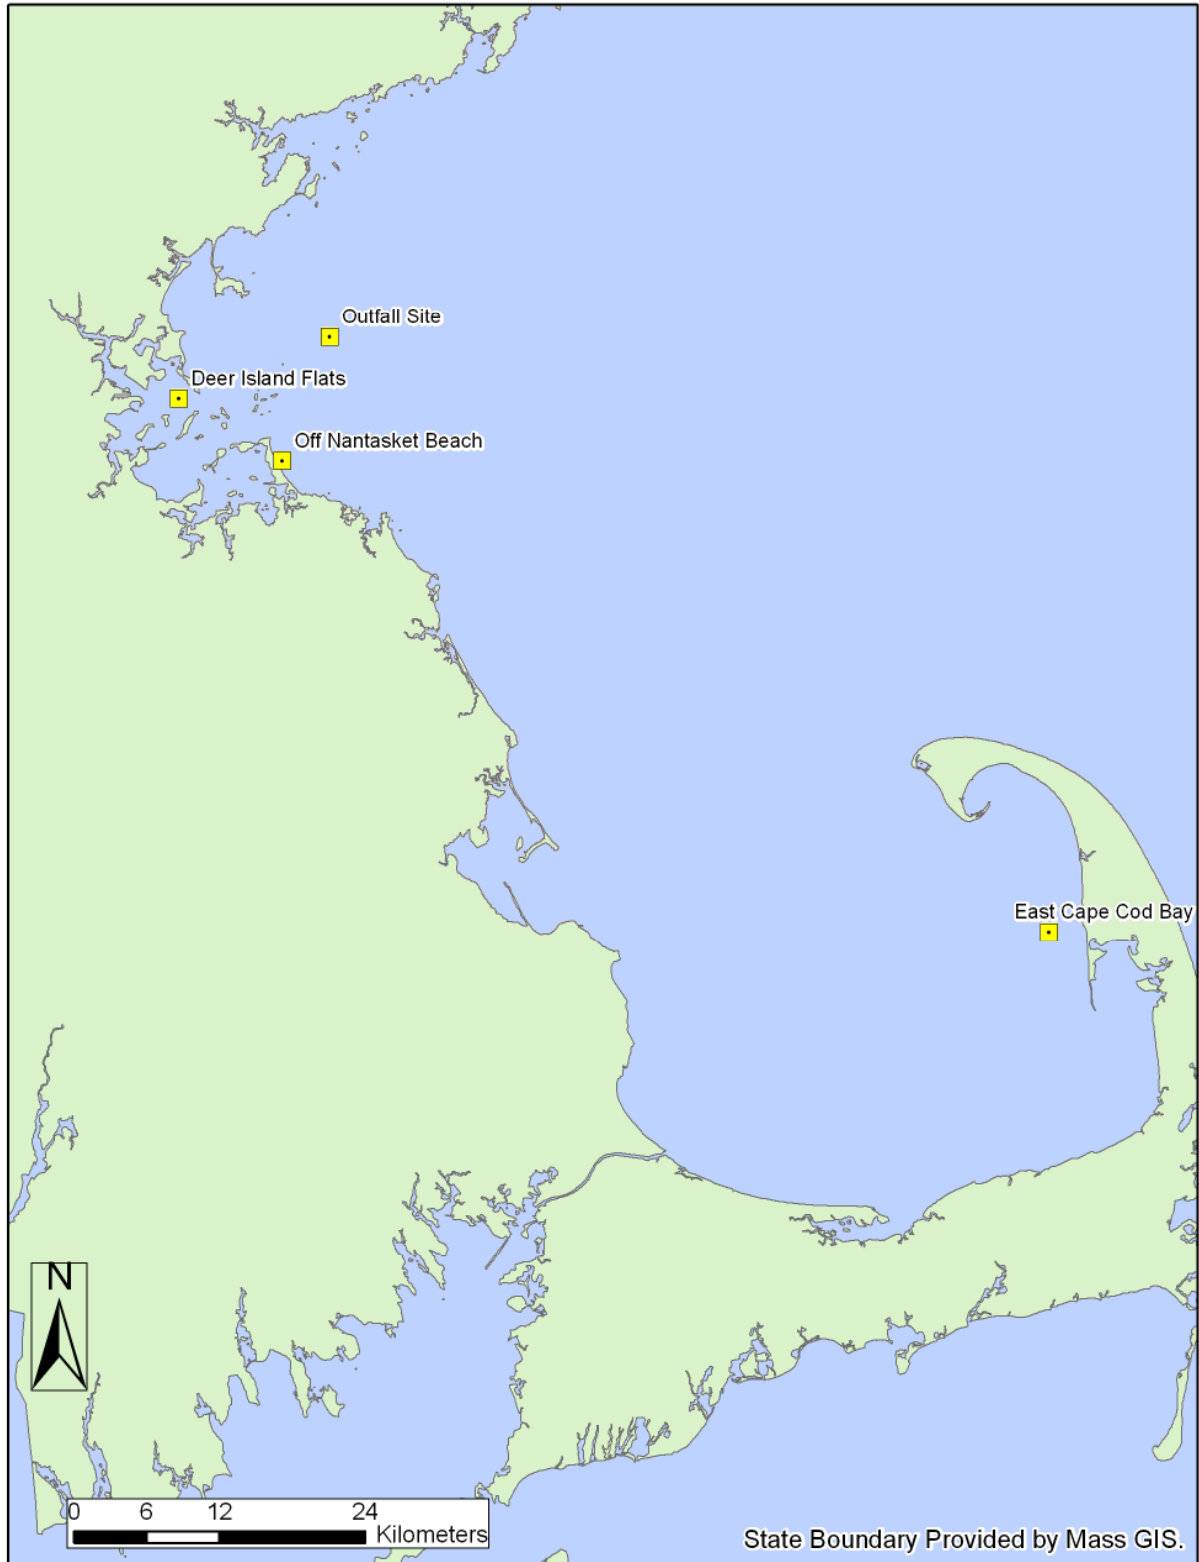 Outfall Site
Deer Island Flats
Off Nantasket Beach
East Cape Cod Bay
N
0 6 12 24
Kilometers
State Boundary Provided by Mass GIS.